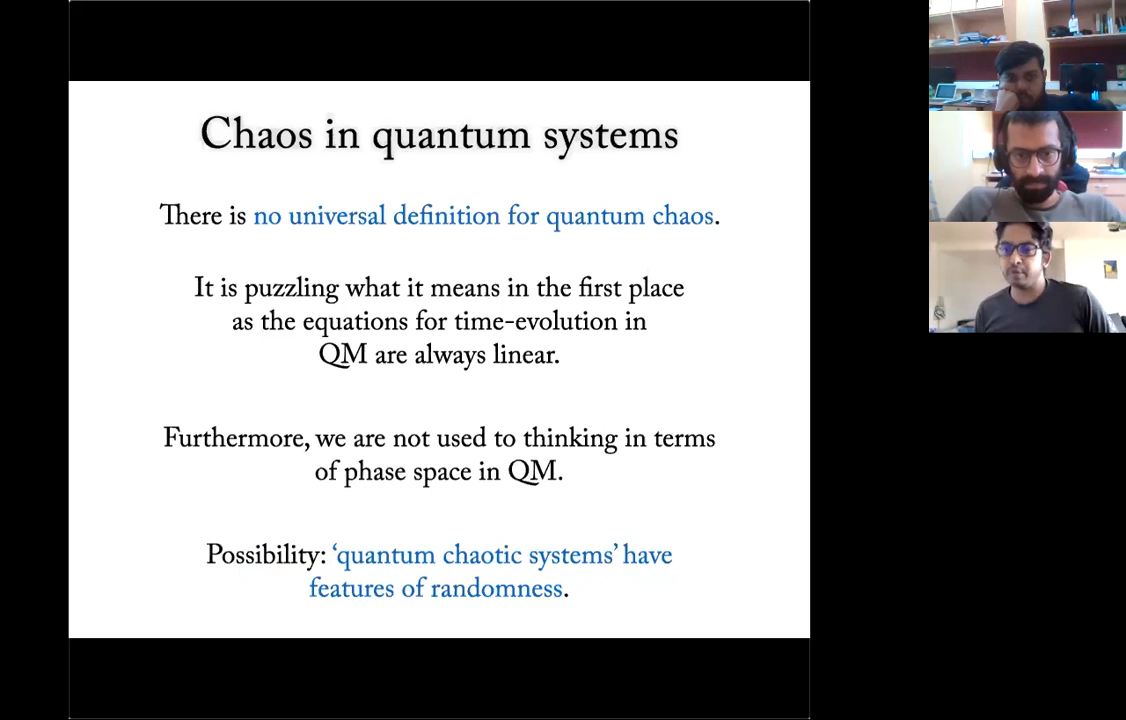 Chaos in quantum systems
There is no universal definition for quantum chaos.
It is puzzling what it means in the first place
as the equations for time-evolution in
QM are always linear.
Furthermore, we are not used to thinking in terms
of phase space in QM.
Possibility: ‘quantum chaotic systems’ have
features of randomness.